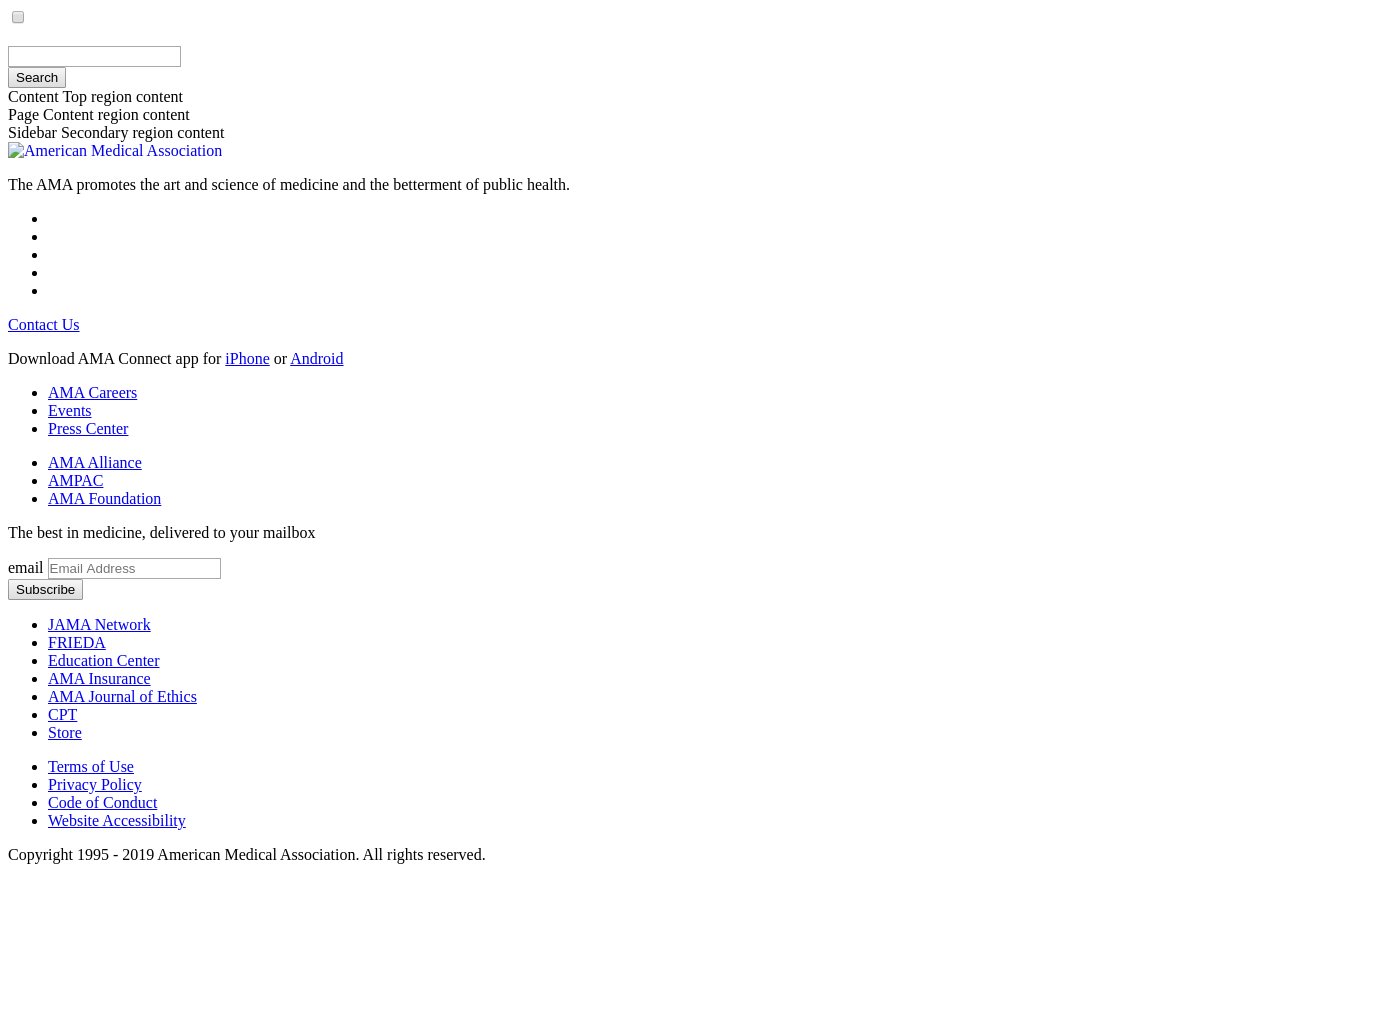 Search
Content Top region content
Page Content region content
Sidebar Secondary region content
American Medical Association
The AMA promotes the art and science of medicine and the betterment of public health.
Contact Us
Download AMA Connect app for iPhone or Android
AMA Careers
Events
Press Center
AMA Alliance
AMPAC
AMA Foundation
The best in medicine, delivered to your mailbox
email Email Address
Subscribe
JAMA Network
FRIEDA
Education Center
AMA Insurance
AMA Journal of Ethics
CPT
Store
Terms of Use
Privacy Policy
Code of Conduct
Website Accessibility
Copyright 1995 - 2019 American Medical Association. All rights reserved.